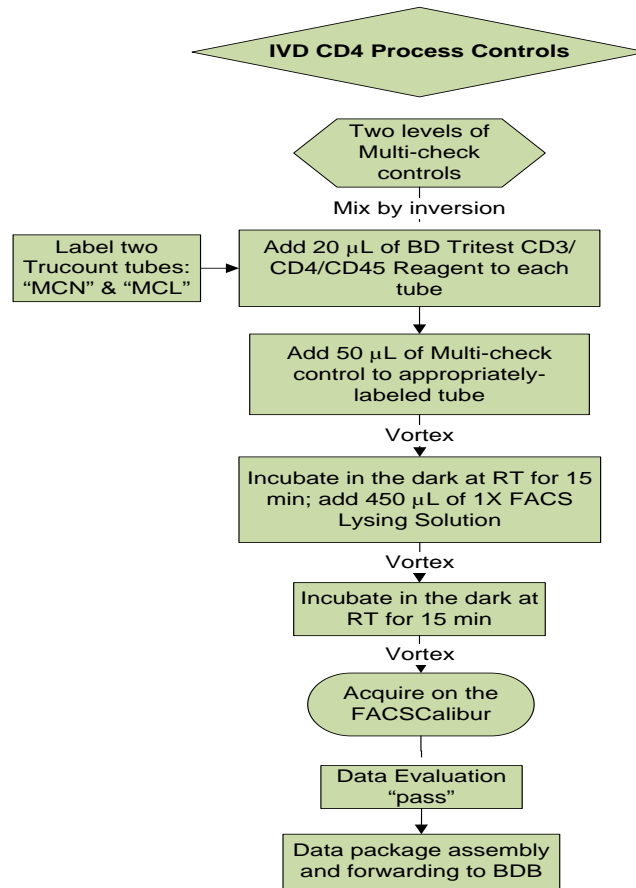 IVD CD4 Process Controls
Two levels of
Multi-check
controls
Mix by inversion
Label two
Trucount tubes:
“MCN” & “MCL”
Add 20 μL of BD Tritest CD3/
CD4/CD45 Reagent to each
tube
Add 50 μL of Multi-check
control to appropriately-
labeled tube
Vortex
Incubate in the dark at RT for 15
min; add 450 μL of 1X FACS
Lysing Solution
Vortex
Incubate in the dark at
RT for 15 min
Vortex
Acquire on the
FACSCalibur
Data Evaluation
“pass”
Data package assembly
and forwarding to BDB